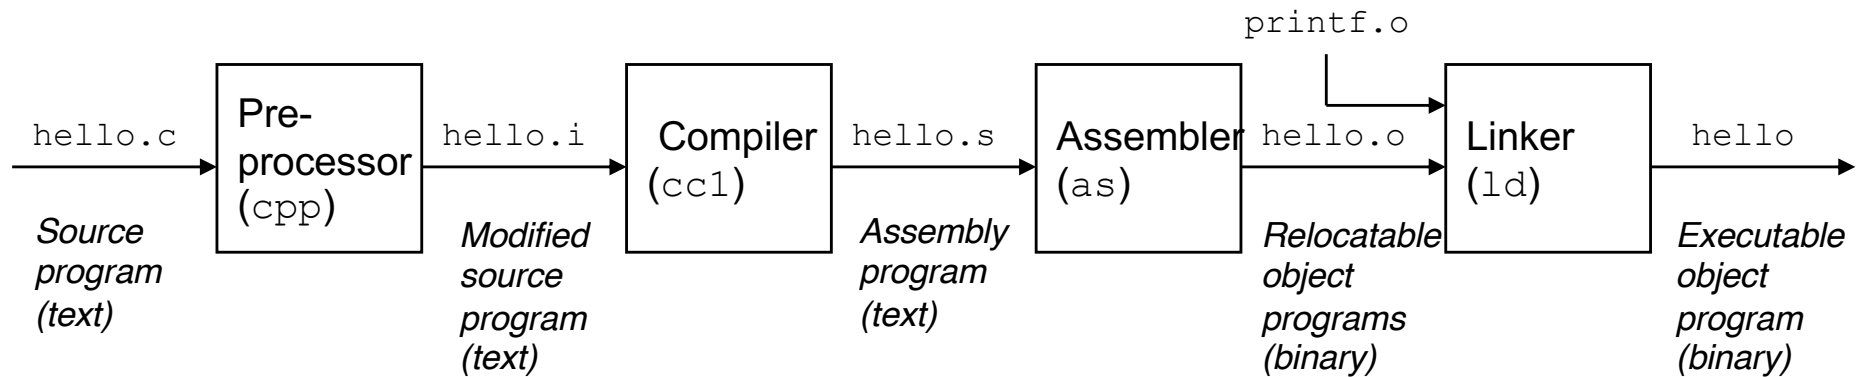 printf.o
hello.c
Pre-
processor
(cpp)
hello.i
Compiler
(cc1)
hello.s
Assembler
(as)
hello.o
Linker
(ld)
hello
Source
program
(text)
Modified
source
program
(text)
Assembly
program
(text)
Relocatable
object
programs
(binary)
Executable
object
program
(binary)